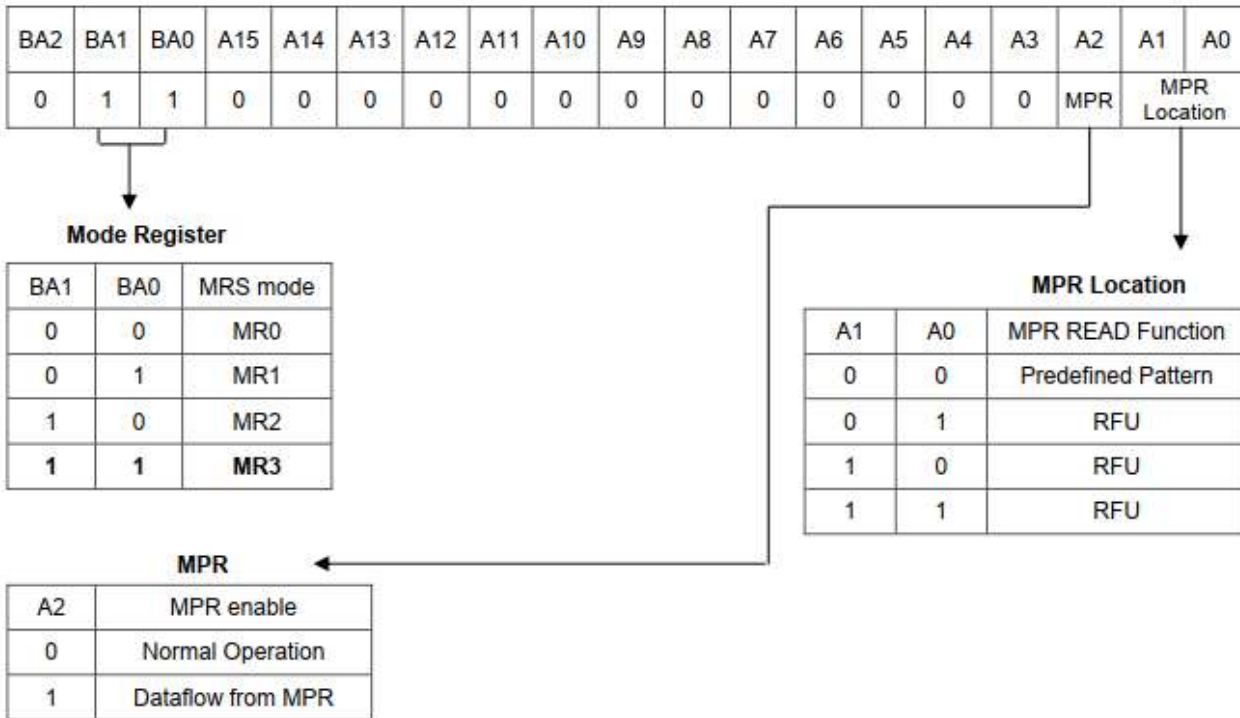 BA2 BA1 BA0 A15 A14 A13 A12 A11 A10 A9 A8 A7 A6 A5 A4 A3 A2 A1 A0
0 1 1 0 0 0 0 0 0 0 0 0 0 0 0 0 MPR MPR Location
Mode Register
BA1 BA0 MRS mode
0 0 MR0
0 1 MR1
1 0 MR2
1 1 MR3
MPR Location
A1 A0 MPR READ Function
0 0 Predefined Pattern
0 1 RFU
1 0 RFU
1 1 RFU
MPR
A2 MPR enable
0 Normal Operation
1 Dataflow from MPR